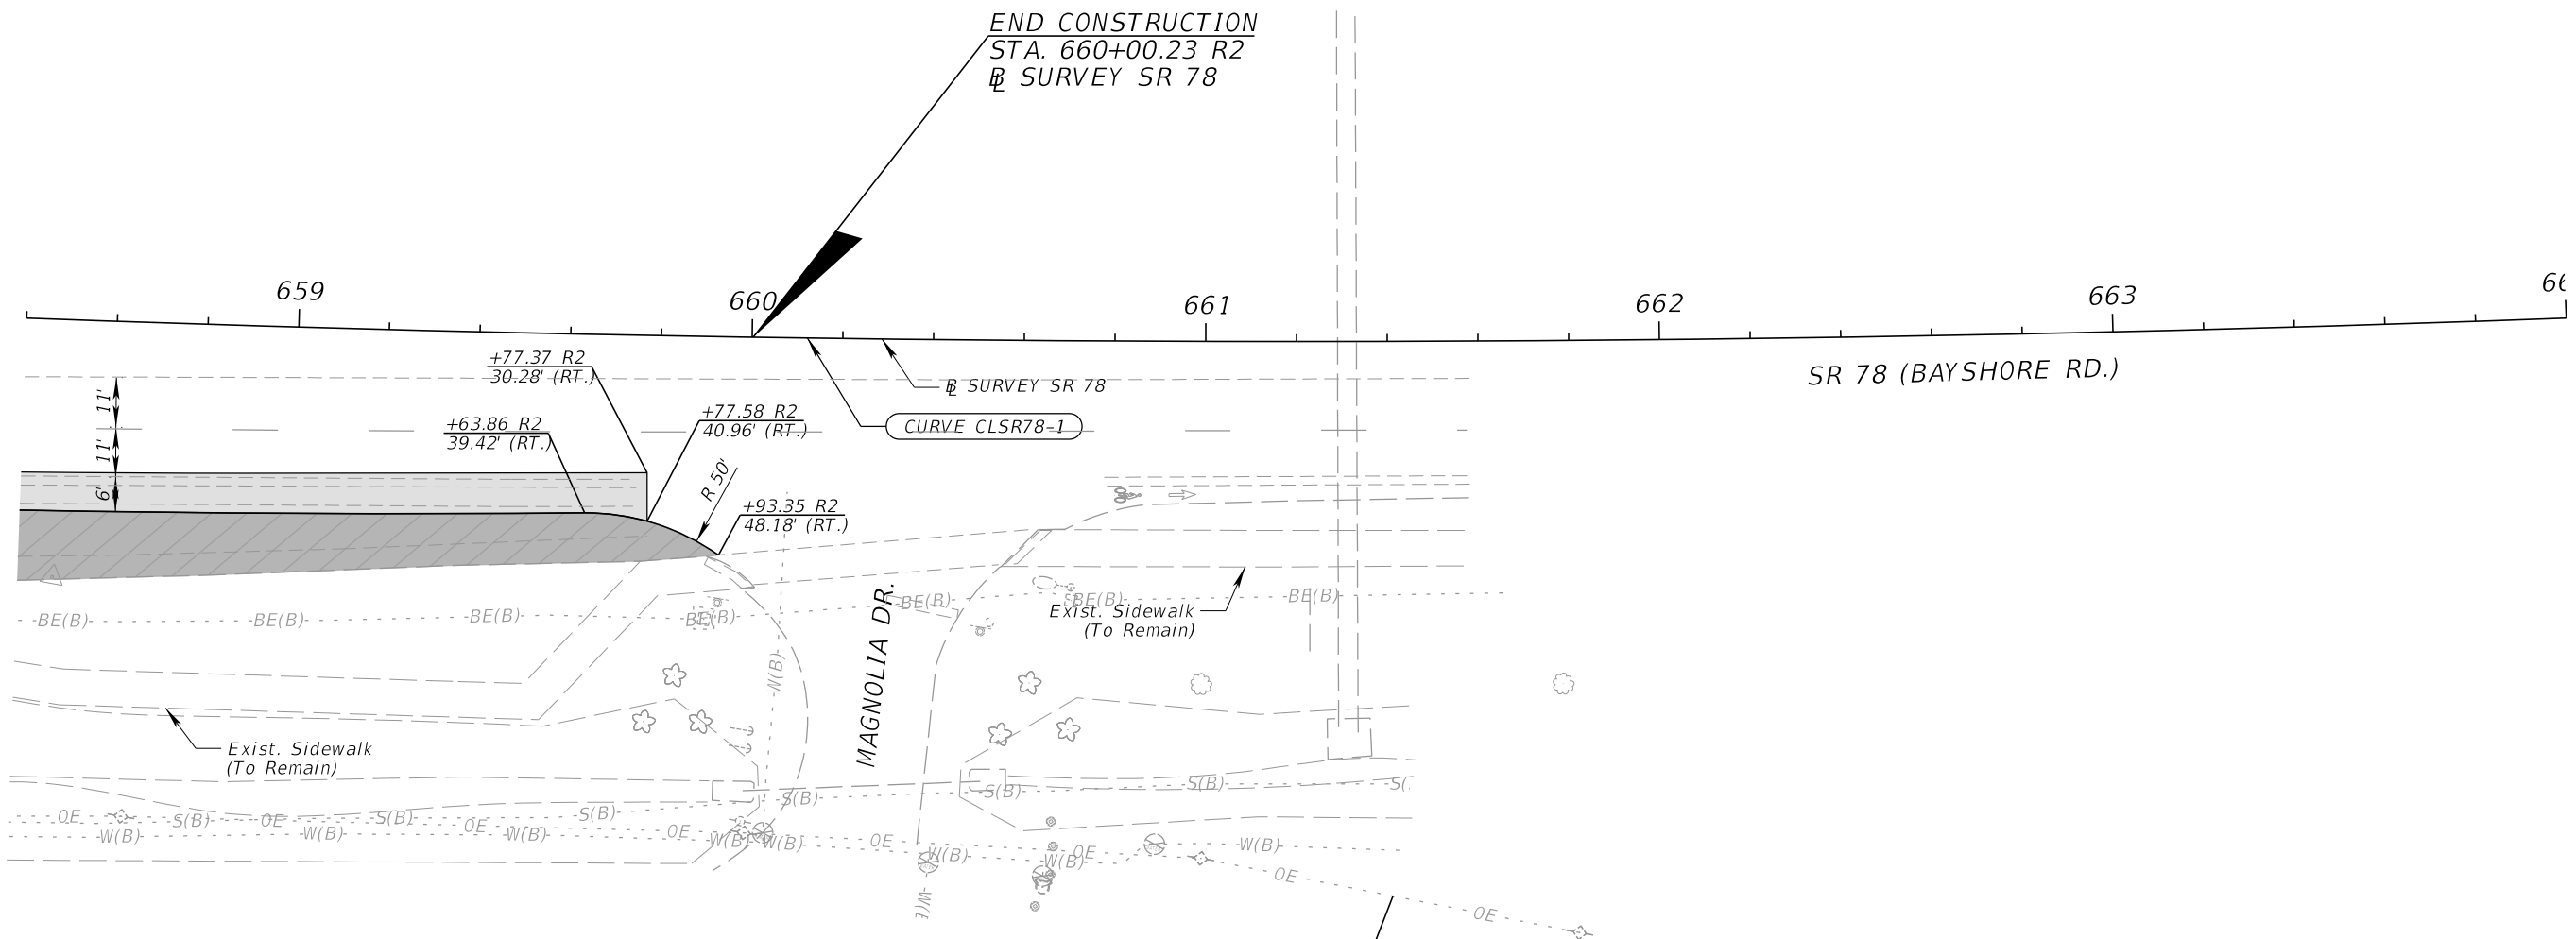 END CONSTRUCTION
STA. 660+00.23 R2
BL SURVEY SR 78
659
660
661
662
663
SR 78 (BAYSHORE RD.)
+77.37 R2
30.28' (RT.)
BL SURVEY SR 78
CURVE CLSR78-1
+77.58 R2
40.96' (RT.)
+63.86 R2
39.42' (RT.)
11'
11'
6'
R 50'
+93.35 R2
48.18' (RT.)
MAGNOLIA DR.
BE(B)
BE(B)
BE(B)
BE(B)
BE(B)
BE(B)
BE(B)
Exist. Sidewalk
(To Remain)
W(B)
Exist. Sidewalk
(To Remain)
S(B)
S(B)
S(B)
S(B)
S(B)
S(B)
OE
OE
OE
OE
OE
OE
OE
OE
W(B)
W(B)
W(B)
W(B)
W(B)
W(B)
W(B)
W(B)